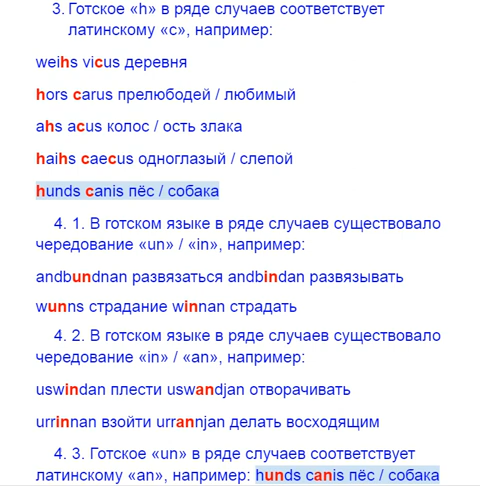 3. Готское «h» в ряде случаев соответствует
латинскому «c», например:
weihs vicus деревня
hors carus прелюбодей / любимый
ahs acus колос / ость злака
haihs caecus одноглазый / слепой
hunds canis пёс / собака
4. 1. В готском языке в ряде случаев существовало
чередование «un» / «in», например:
andbundnan развязаться andbindan развязывать
wunns страдание winnan страдать
4. 2. В готском языке в ряде случаев существовало
чередование «in» / «an», например:
uswindan плести uswandjan отворачивать
urrinnan взойти urrannjan делать восходящим
4. 3. Готское «un» в ряде случаев соответствует
латинскому «an», например: hunds canis пёс / собака